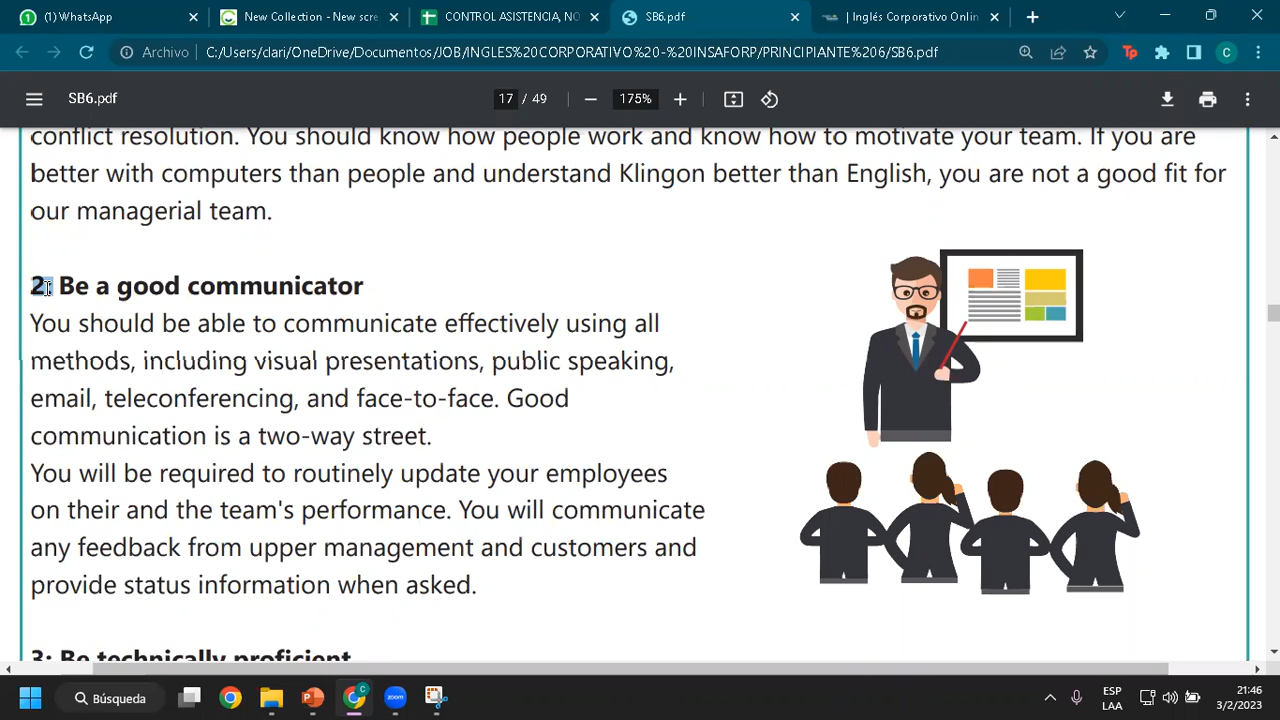 (1) WhatsApp
New Collection - New scre
CONTROL ASISTENCIA, NO
SB6.pdf
| Inglés Corporativo Onlin
Archivo
C:/Users/clari/OneDrive/Documentos/JOB/INGLES%20CORPORATIVO%20-%20INSAFORP/PRINCIPIANTE%206/SB6.pdf
SB6.pdf
17 / 49
175%
conflict resolution. You should know how people work and know how to motivate your team. If you are
better with computers than people and understand Klingon better than English, you are not a good fit for
our managerial team.
2: Be a good communicator
You should be able to communicate effectively using all
methods, including visual presentations, public speaking,
email, teleconferencing, and face-to-face. Good
communication is a two-way street.
You will be required to routinely update your employees
on their and the team's performance. You will communicate
any feedback from upper management and customers and
provide status information when asked.
3: Be technically proficient
Búsqueda
ESP
LAA
21:46
3/2/2023